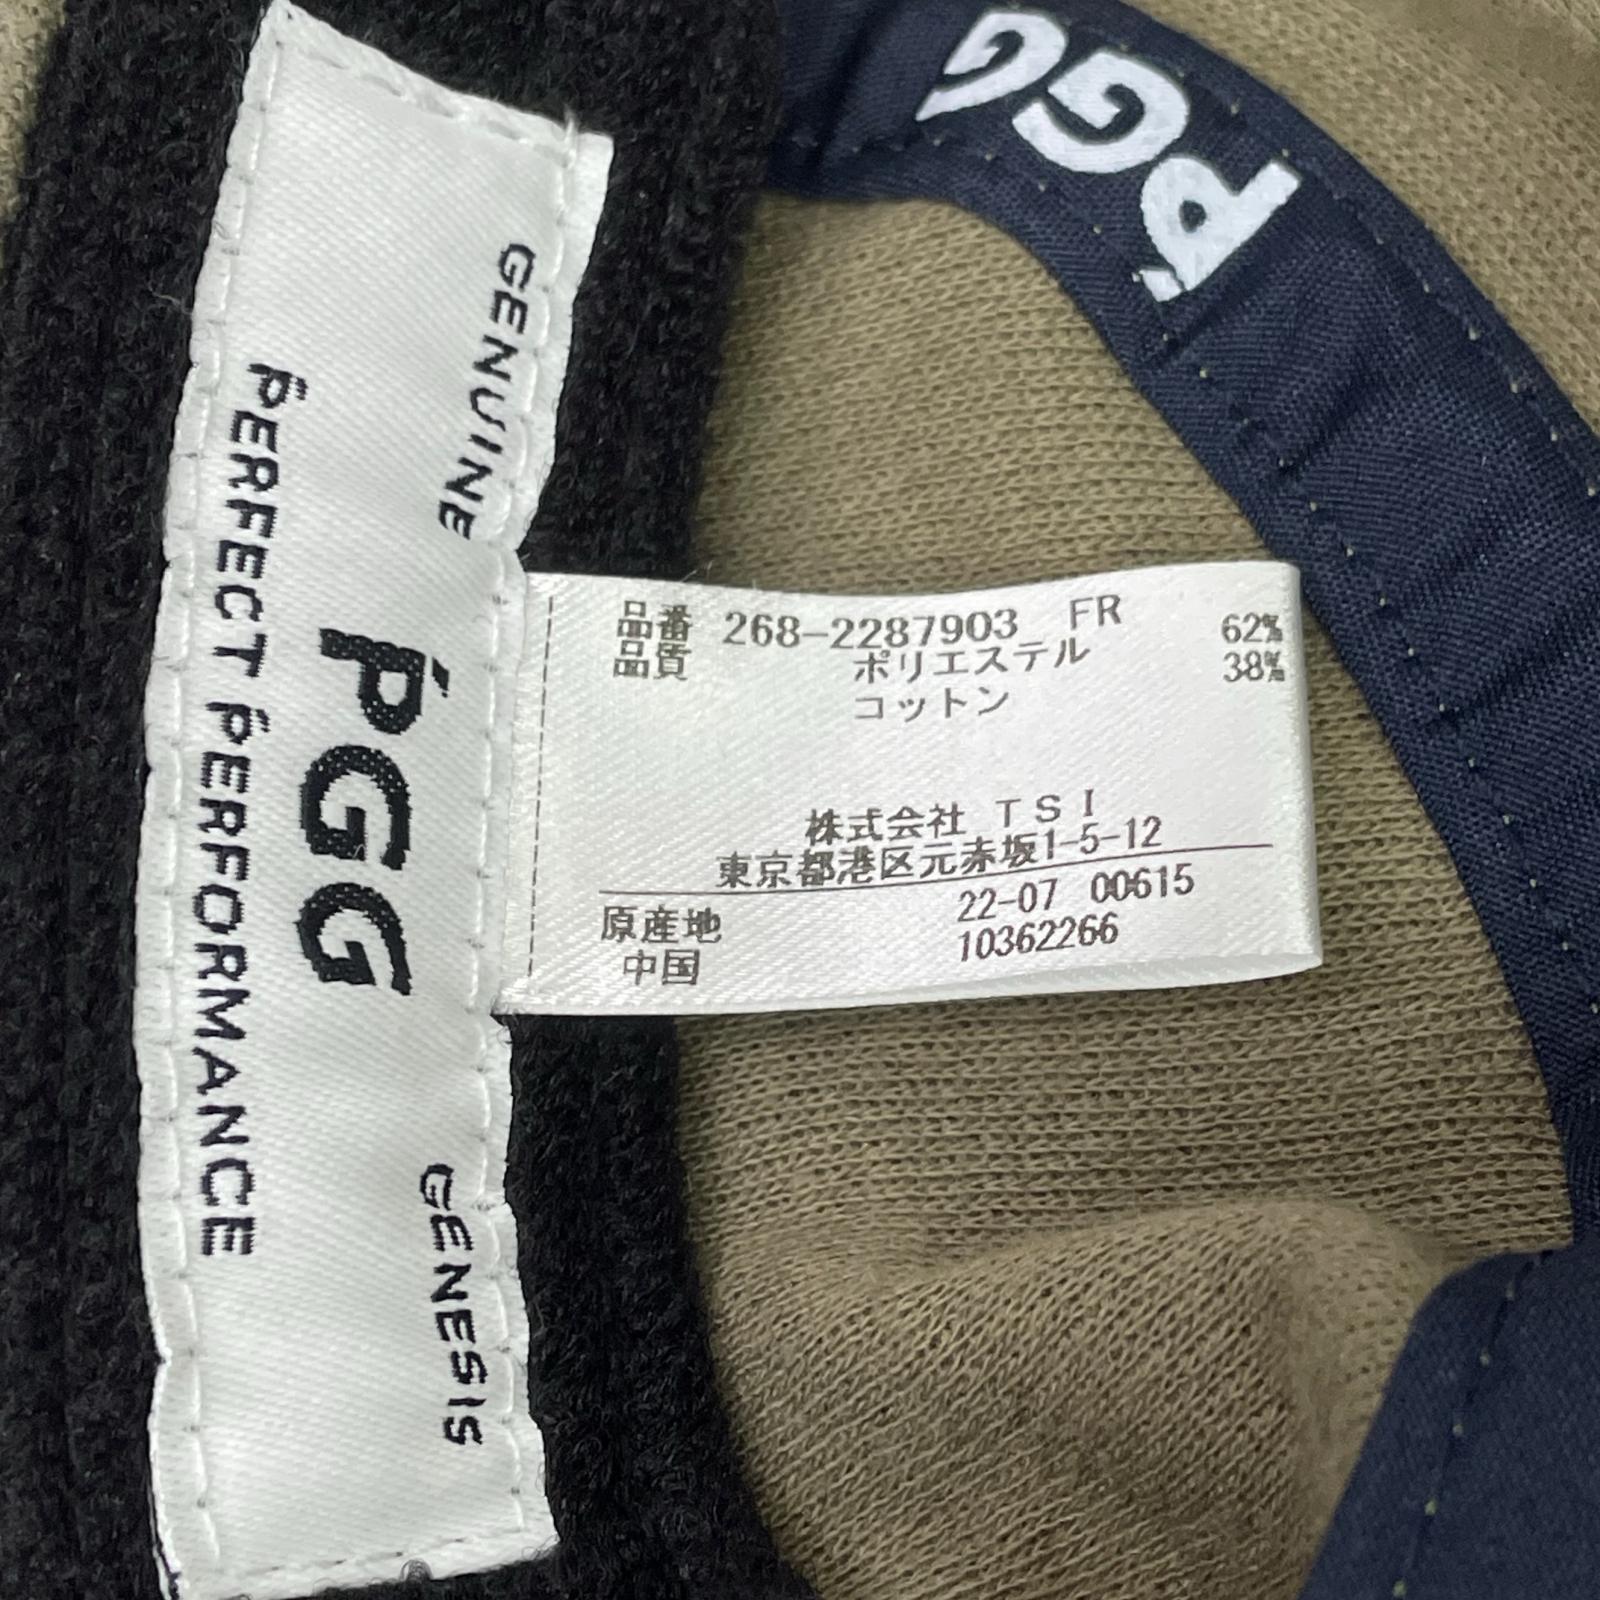 PGG
GENUINE
PGG
GENESIS
PERFECT PERFORMANCE
品番 268-2287903 FR
品質 ポリエステル 62%
コットン 38%
株式会社 TSI
東京都港区元赤坂1-5-12
原産地 22-07 00615
中国 10362266